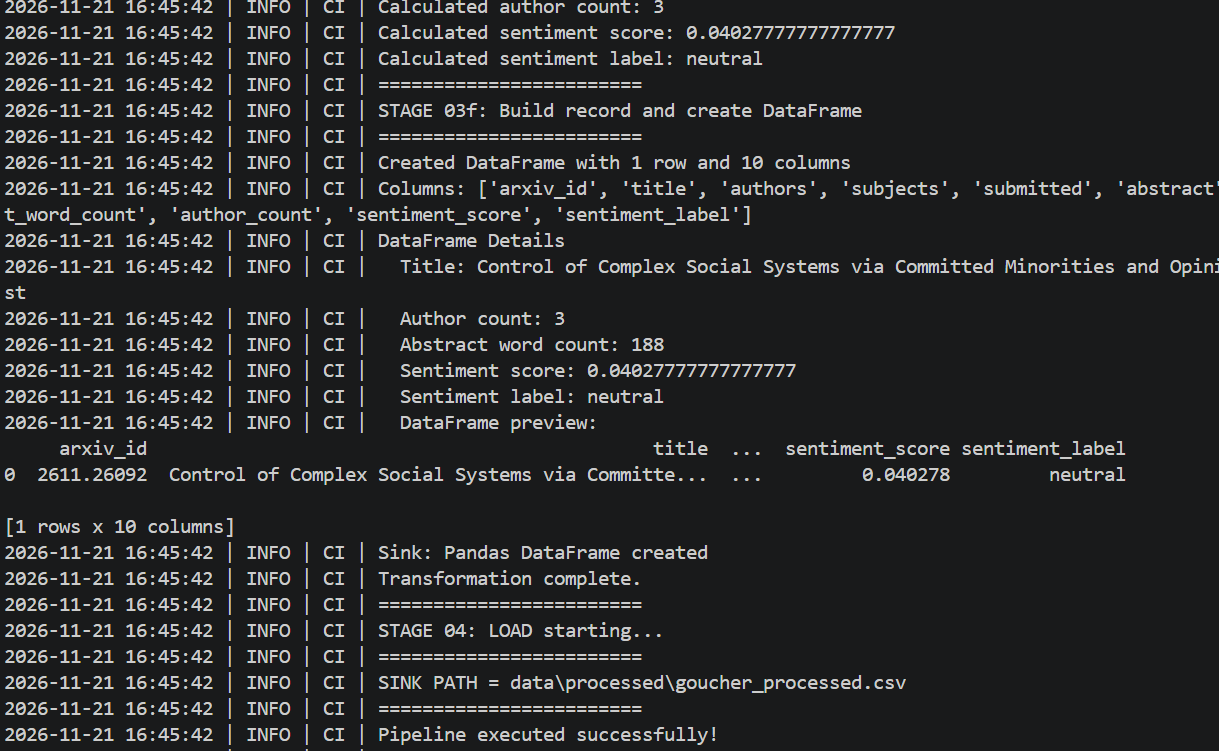 2026-11-21 16:45:42 | INFO | CI | Calculated author count: 3
2026-11-21 16:45:42 | INFO | CI | Calculated sentiment score: 0.04027777777777777
2026-11-21 16:45:42 | INFO | CI | Calculated sentiment label: neutral
2026-11-21 16:45:42 | INFO | CI | ========================
2026-11-21 16:45:42 | INFO | CI | STAGE 03f: Build record and create DataFrame
2026-11-21 16:45:42 | INFO | CI | ========================
2026-11-21 16:45:42 | INFO | CI | Created DataFrame with 1 row and 10 columns
2026-11-21 16:45:42 | INFO | CI | Columns: ['arxiv_id', 'title', 'authors', 'subjects', 'submitted', 'abstract'
t_word_count', 'author_count', 'sentiment_score', 'sentiment_label']
2026-11-21 16:45:42 | INFO | CI | DataFrame Details
2026-11-21 16:45:42 | INFO | CI |   Title: Control of Complex Social Systems via Committed Minorities and Opini
st
2026-11-21 16:45:42 | INFO | CI |   Author count: 3
2026-11-21 16:45:42 | INFO | CI |   Abstract word count: 188
2026-11-21 16:45:42 | INFO | CI |   Sentiment score: 0.04027777777777777
2026-11-21 16:45:42 | INFO | CI |   Sentiment label: neutral
2026-11-21 16:45:42 | INFO | CI |   DataFrame preview:
     arxiv_id                                              title  ...  sentiment_score sentiment_label
0  2611.26092  Control of Complex Social Systems via Committe...  ...         0.040278         neutral
[1 rows x 10 columns]
2026-11-21 16:45:42 | INFO | CI | Sink: Pandas DataFrame created
2026-11-21 16:45:42 | INFO | CI | Transformation complete.
2026-11-21 16:45:42 | INFO | CI | ========================
2026-11-21 16:45:42 | INFO | CI | STAGE 04: LOAD starting...
2026-11-21 16:45:42 | INFO | CI | ========================
2026-11-21 16:45:42 | INFO | CI | SINK PATH = data\processed\goucher_processed.csv
2026-11-21 16:45:42 | INFO | CI | ========================
2026-11-21 16:45:42 | INFO | CI | Pipeline executed successfully!